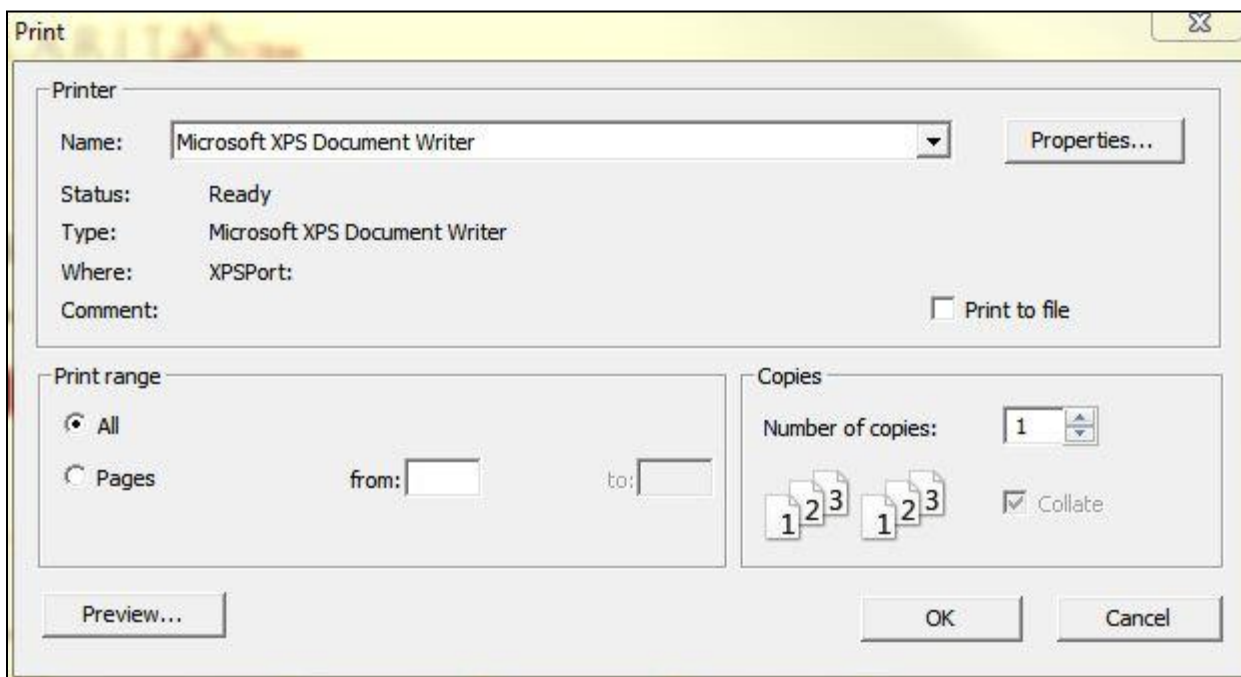 Print
Printer
Name: Microsoft XPS Document Writer Properties...
Status: Ready
Type: Microsoft XPS Document Writer
Where: XPSPort:
Comment: Print to file
Print range
All
Pages from: to:
Copies
Number of copies: 1
1 2 3 1 2 3
Collate
Preview... OK Cancel